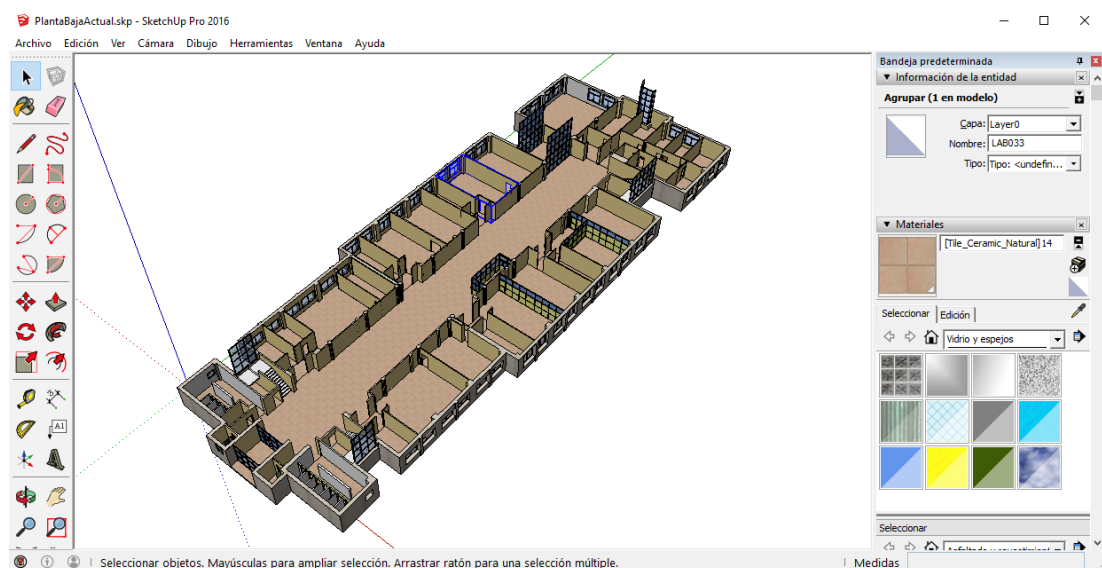 PlantaBajaActual.skp - SketchUp Pro 2016
Archivo Edición Ver Cámara Dibujo Herramientas Ventana Ayuda
Bandeja predeterminada
Información de la entidad
Agrupar (1 en modelo)
Capa: Layer0
Nombre: LAB033
Tipo: Tipo: <undefin...
Materiales
[Tile_Ceramic_Natural]14
Seleccionar Edición
Vidrio y espejos
A1
Seleccionar
Seleccionar objetos. Mayúsculas para ampliar selección. Arrastrar ratón para una selección múltiple.
Medidas